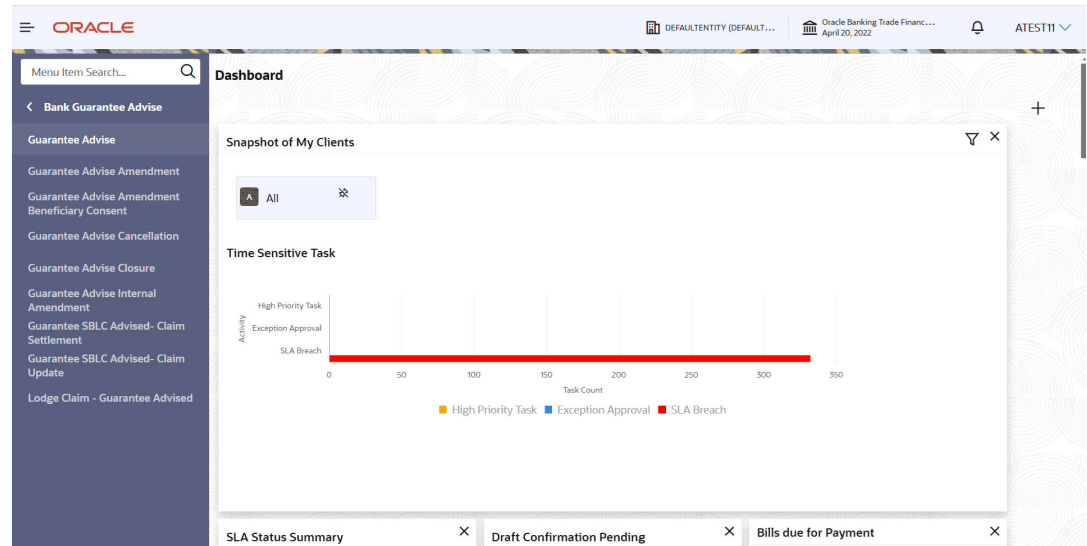 ORACLE
DEFAULTENTITY (DEFAULT...
Oracle Banking Trade Financ...
April 20, 2022
ATEST11
Menu Item Search...
Bank Guarantee Advise
Guarantee Advise
Guarantee Advise Amendment
Guarantee Advise Amendment
Beneficiary Consent
Guarantee Advise Cancellation
Guarantee Advise Closure
Guarantee Advise Internal
Amendment
Guarantee SBLC Advised- Claim
Settlement
Guarantee SBLC Advised- Claim
Update
Lodge Claim - Guarantee Advised
Dashboard
Snapshot of My Clients
A All
Time Sensitive Task
Activity
High Priority Task
Exception Approval
SLA Breach
0 50 100 150 200 250 300 350
Task Count
High Priority Task Exception Approval SLA Breach
SLA Status Summary
Draft Confirmation Pending
Bills due for Payment